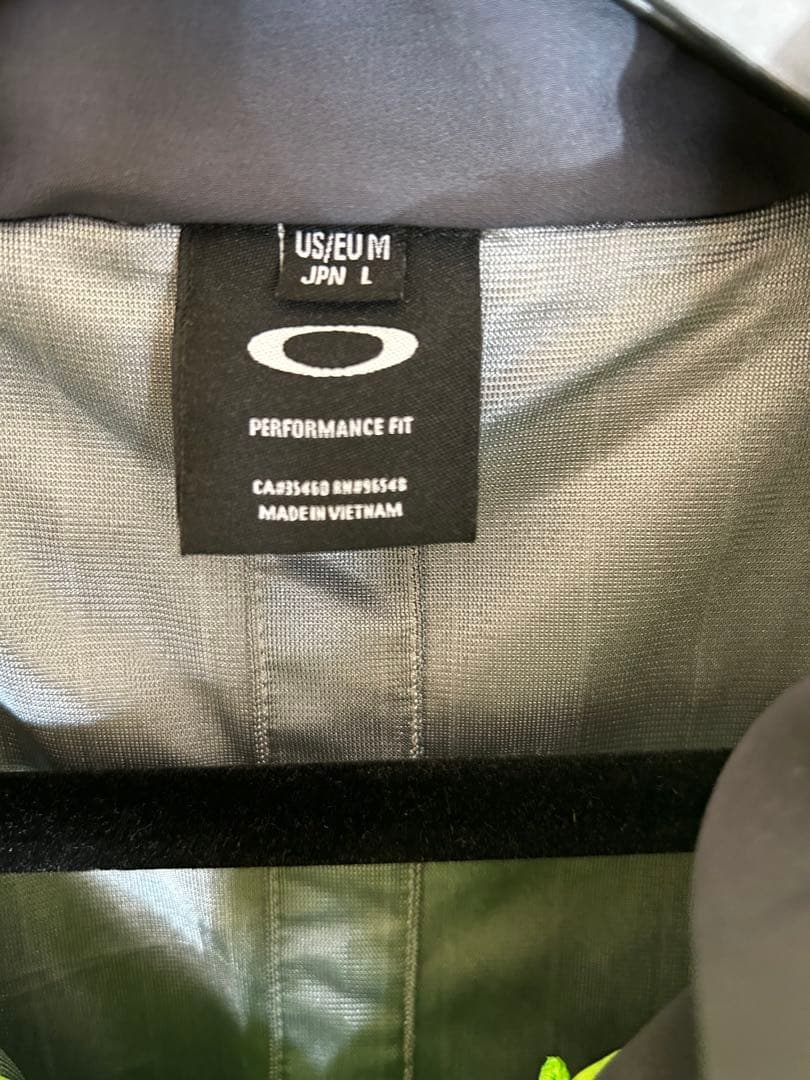 US/EU M
JPN L
PERFORMANCE FIT
CA#35460 RN#96548
MADE IN VIETNAM